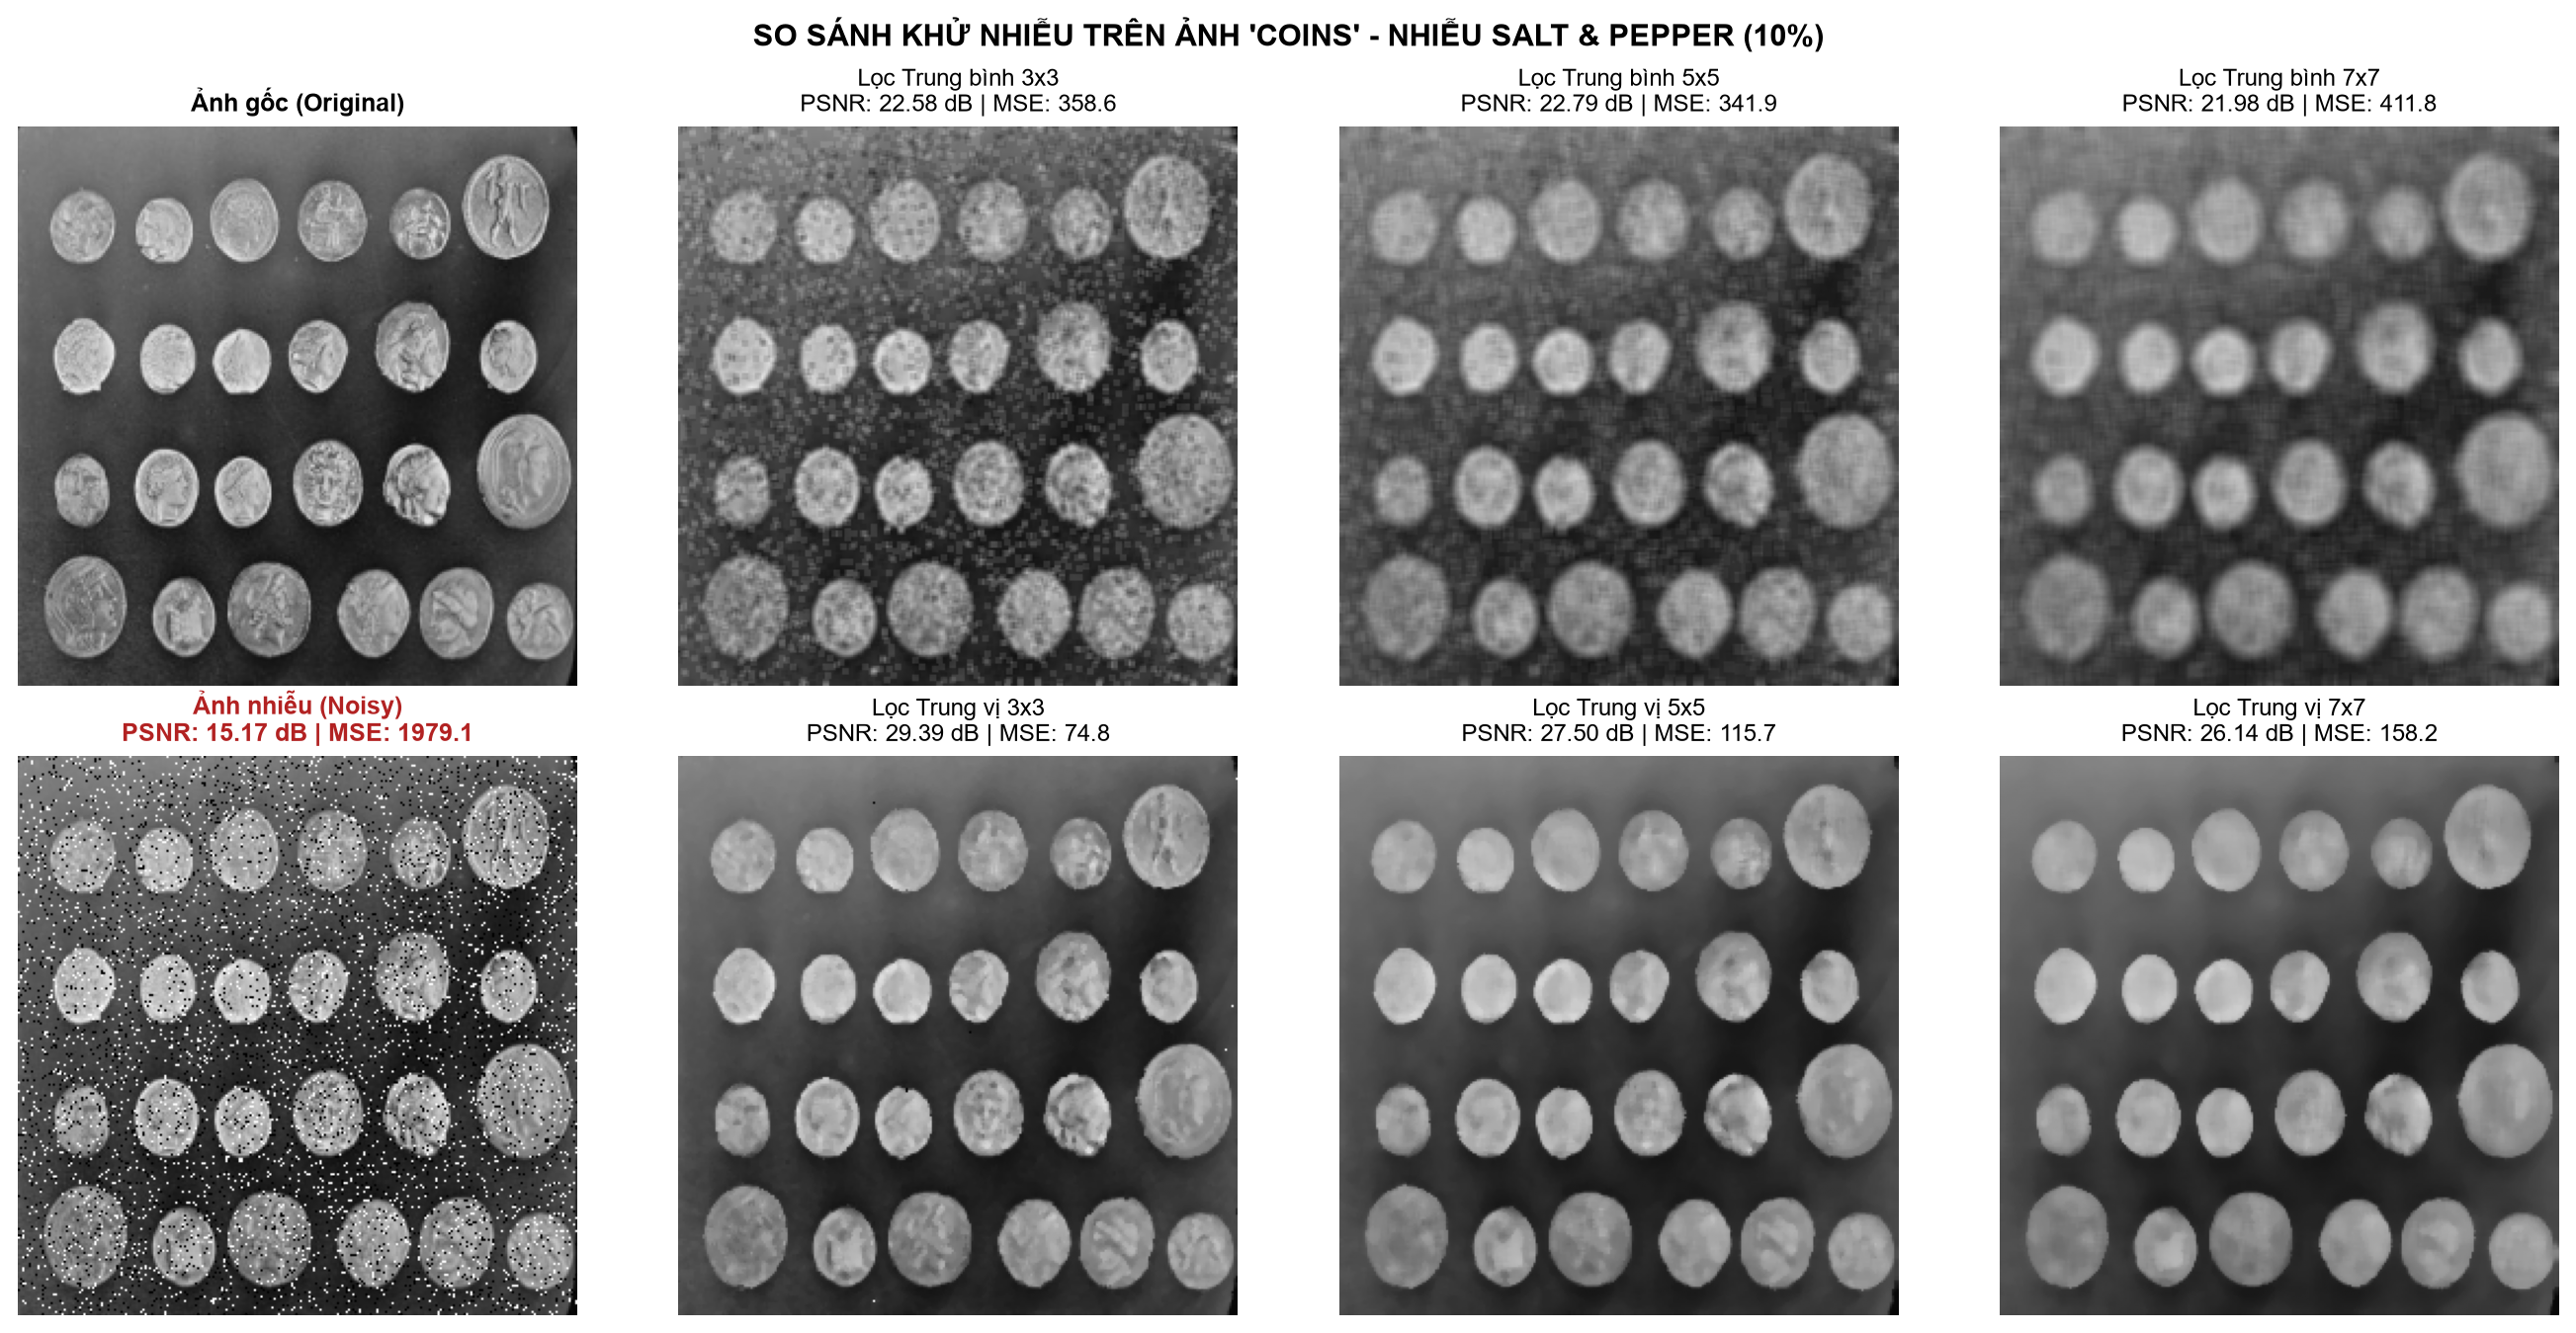 SO SÁNH KHỬ NHIỄU TRÊN ẢNH 'COINS' - NHIỄU SALT & PEPPER (10%)
Ảnh gốc (Original)
Lọc Trung bình 3x3
PSNR: 22.58 dB | MSE: 358.6
Lọc Trung bình 5x5
PSNR: 22.79 dB | MSE: 341.9
Lọc Trung bình 7x7
PSNR: 21.98 dB | MSE: 411.8
Ảnh nhiễu (Noisy)
PSNR: 15.17 dB | MSE: 1979.1
Lọc Trung vị 3x3
PSNR: 29.39 dB | MSE: 74.8
Lọc Trung vị 5x5
PSNR: 27.50 dB | MSE: 115.7
Lọc Trung vị 7x7
PSNR: 26.14 dB | MSE: 158.2